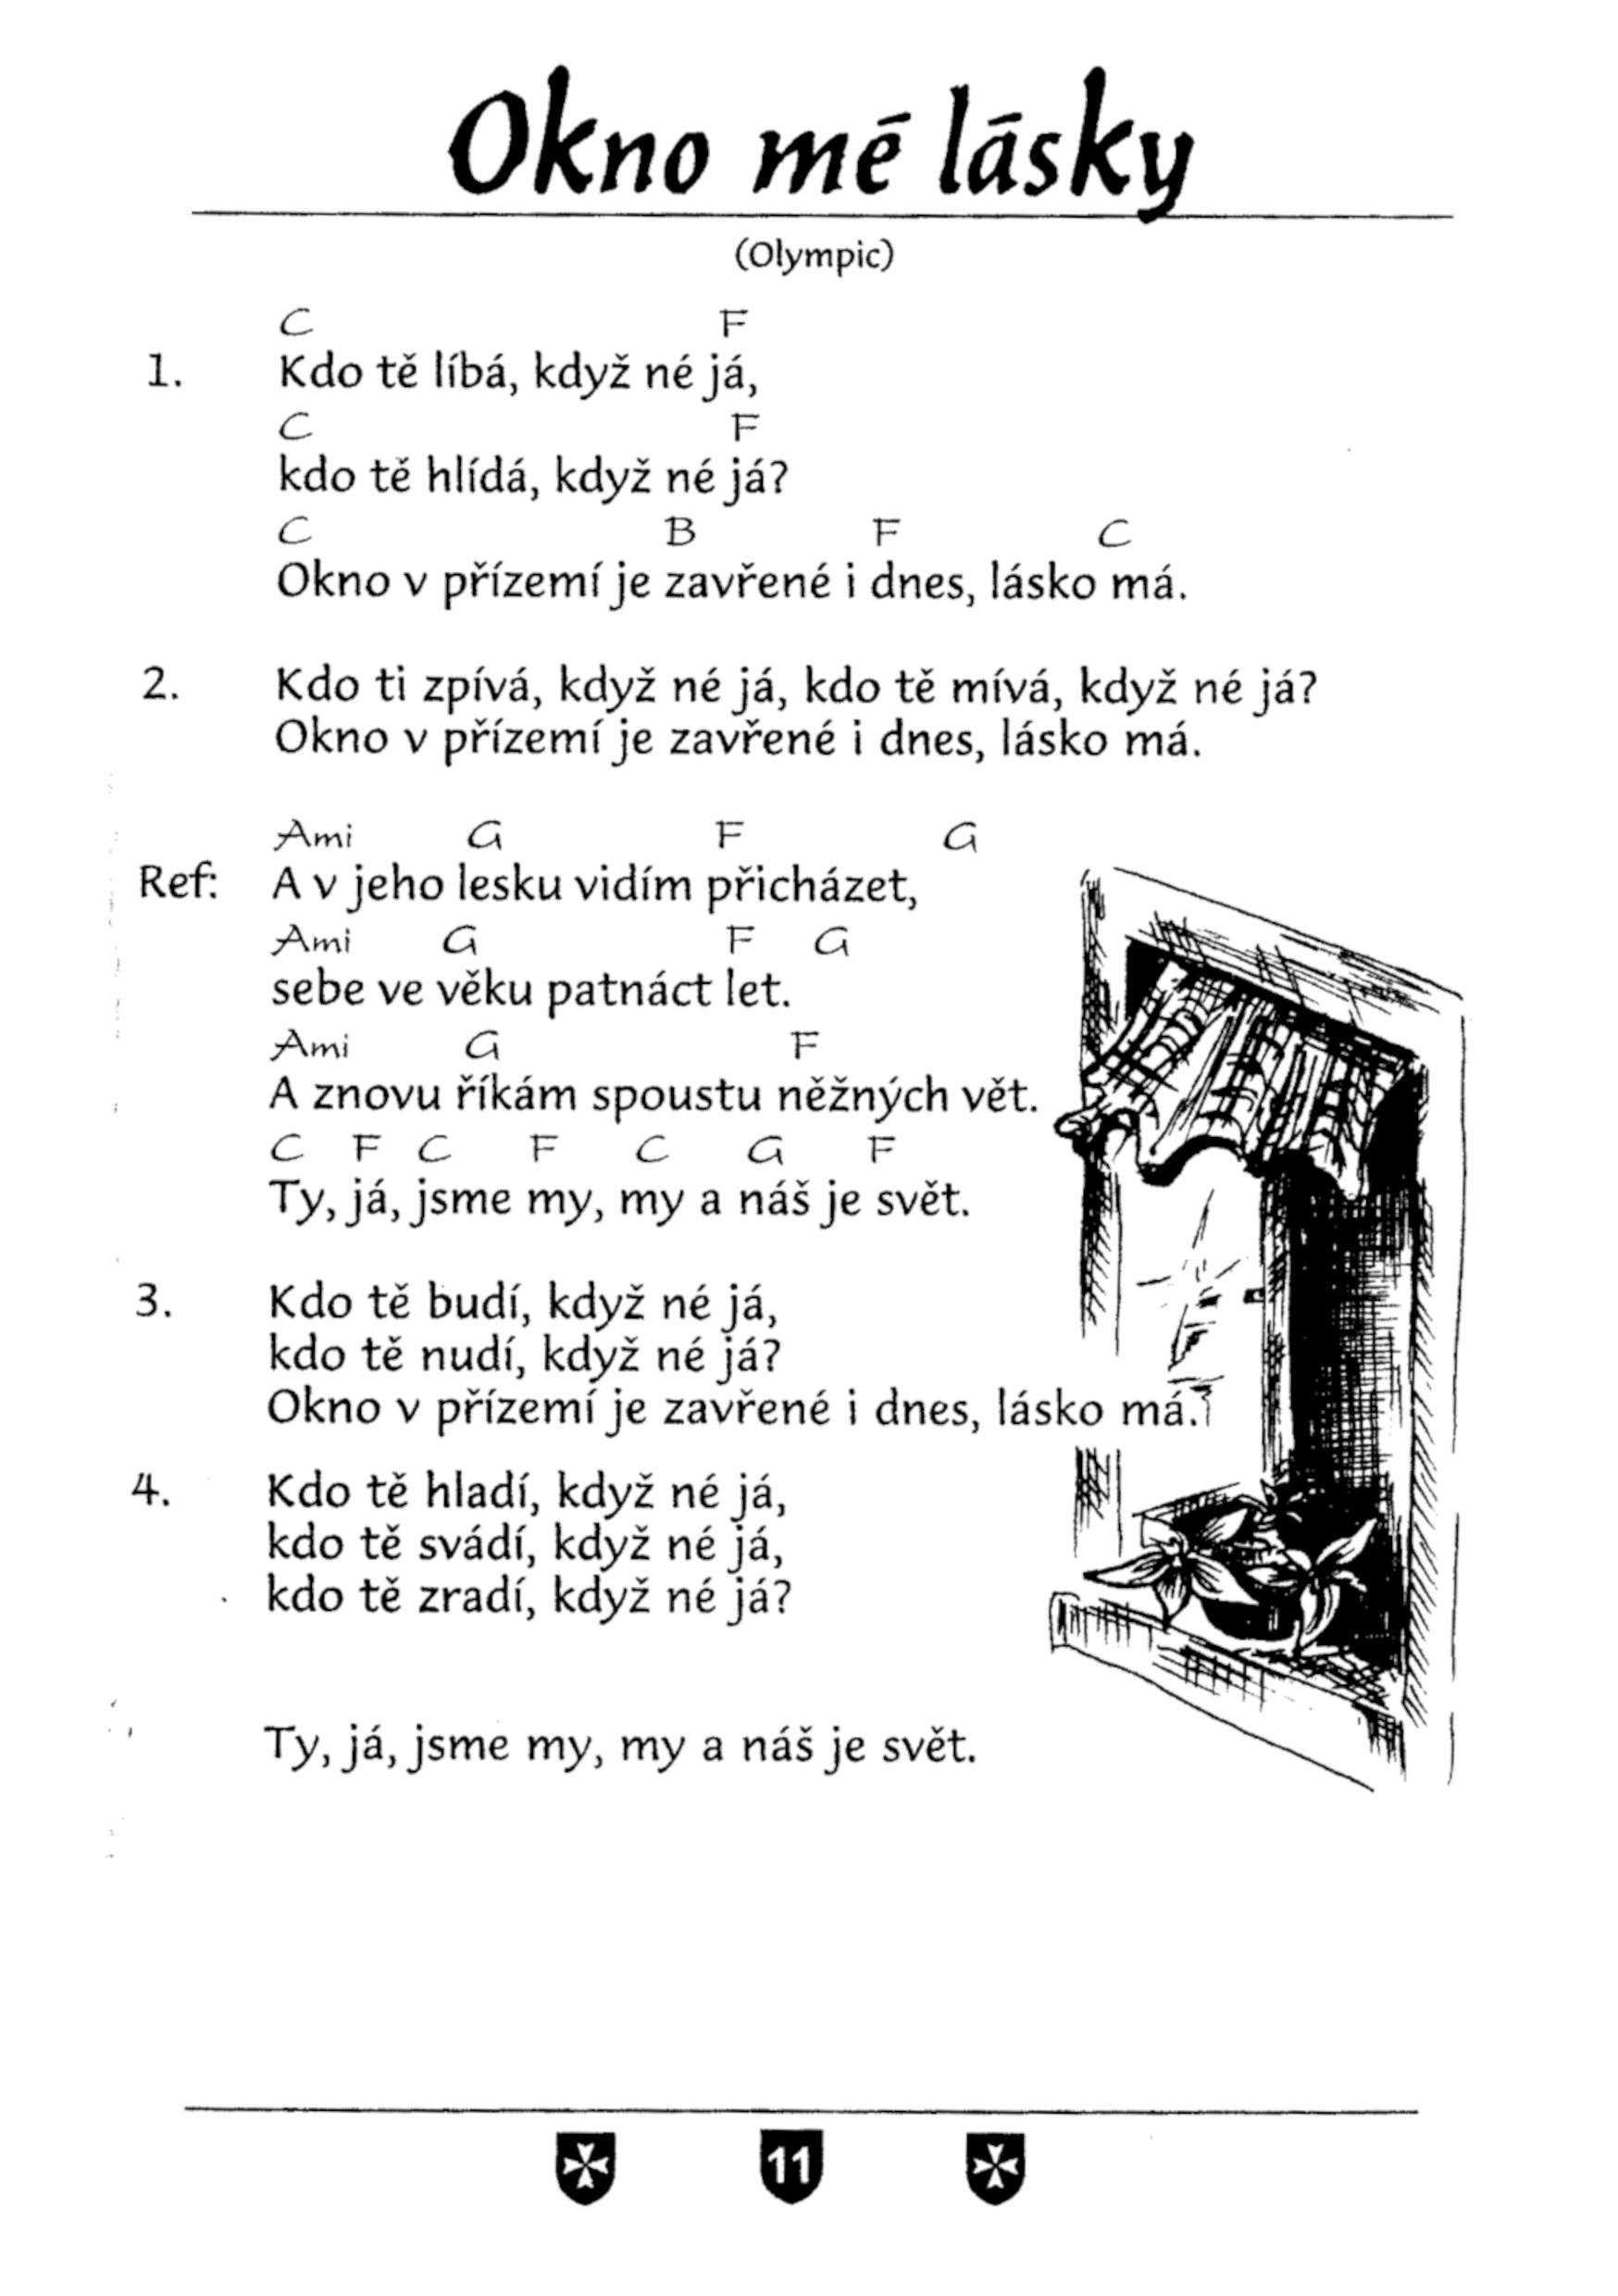 Okno mé lásky
(Olympic)
C F
1. Kdo tě líbá, když né já,
C F
kdo tě hlídá, když né já?
C B F C
Okno v přízemí je zavřené i dnes, lásko má.
2. Kdo ti zpívá, když né já, kdo tě mívá, když né já?
Okno v přízemí je zavřené i dnes, lásko má.
Ami G F G
Ref: A v jeho lesku vidím přicházet,
Ami G F G
sebe ve věku patnáct let.
Ami G F
A znovu říkám spoustu něžných vět.
C F C F C G F
Ty, já, jsme my, my a náš je svět.
3. Kdo tě budí, když né já,
kdo tě nudí, když né já?
Okno v přízemí je zavřené i dnes, lásko má.
4. Kdo tě hladí, když né já,
kdo tě svádí, když né já,
kdo tě zradí, když né já?
Ty, já, jsme my, my a náš je svět.
11